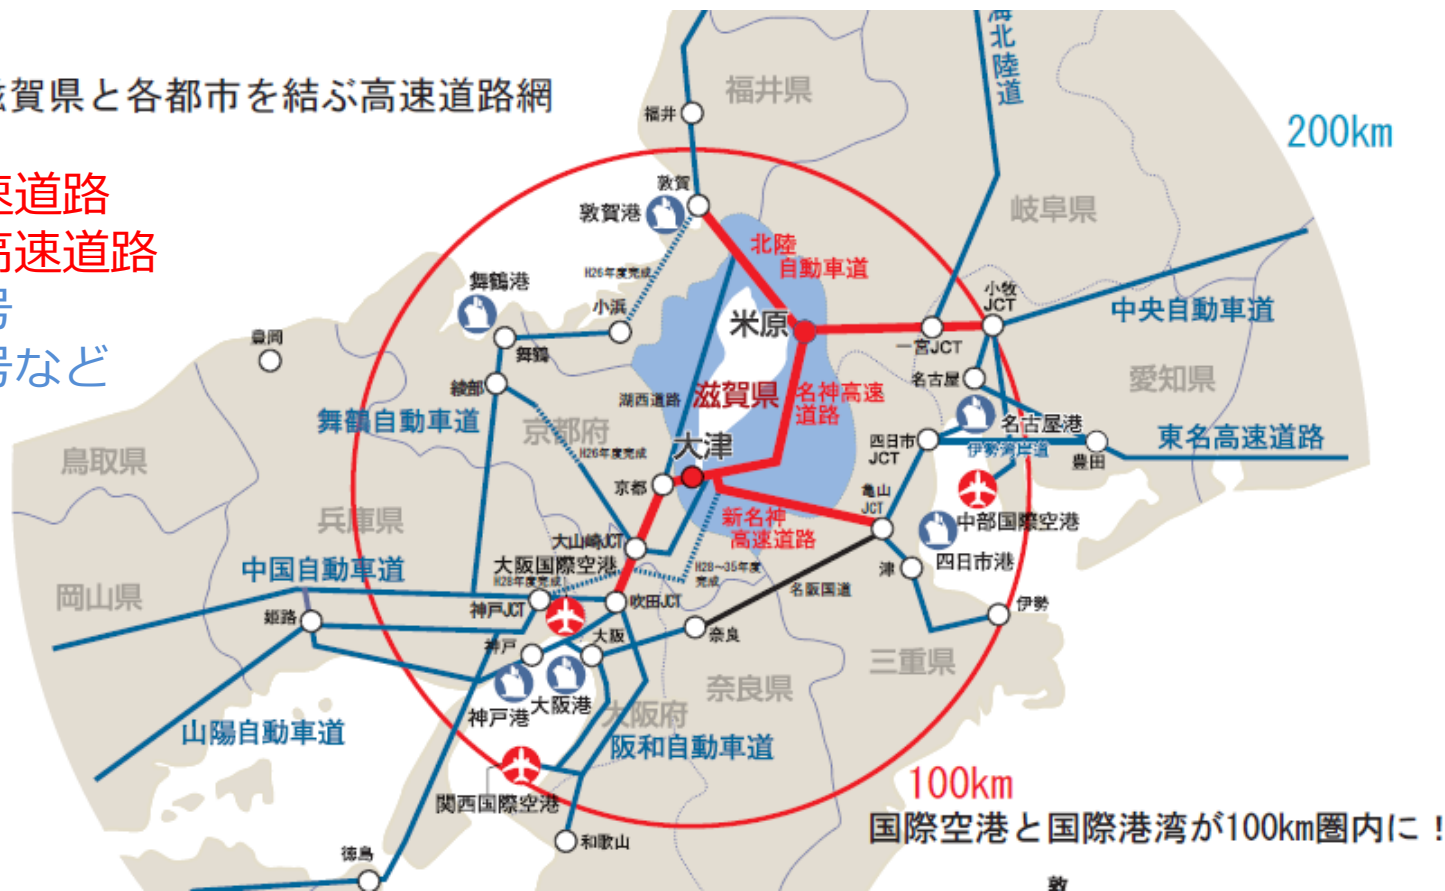 賀県と各都市を結ぶ高速道路網
速道路
高速道路
号
号など
200km
福井県
海北陸道
福井
敦賀
敦賀港
岐阜県
北陸
自動車道
H26年度完成
舞鶴港
小浜
小牧
JCT
中央自動車道
米原
一宮JCT
豊岡
舞鶴
名古屋
愛知県
綾部
湖西道路
滋賀県
名神高速
道路
舞鶴自動車道
京都府
名古屋港
大津
四日市
JCT
伊勢湾岸道
東名高速道路
豊田
鳥取県
H26年度完成
京都
亀山
JCT
兵庫県
新名神
高速道路
中部国際空港
大山崎JCT
大阪国際空港
四日市港
中国自動車道
H28年度完成
H28～35年度
完成
津
名阪国道
岡山県
神戸JCT
吹田JCT
伊勢
姫路
大阪
奈良
神戸
三重県
奈良県
神戸港
大阪港
大阪府
山陽自動車道
阪和自動車道
100km
関西国際空港
国際空港と国際港湾が100km圏内に！
和歌山
徳島
敦